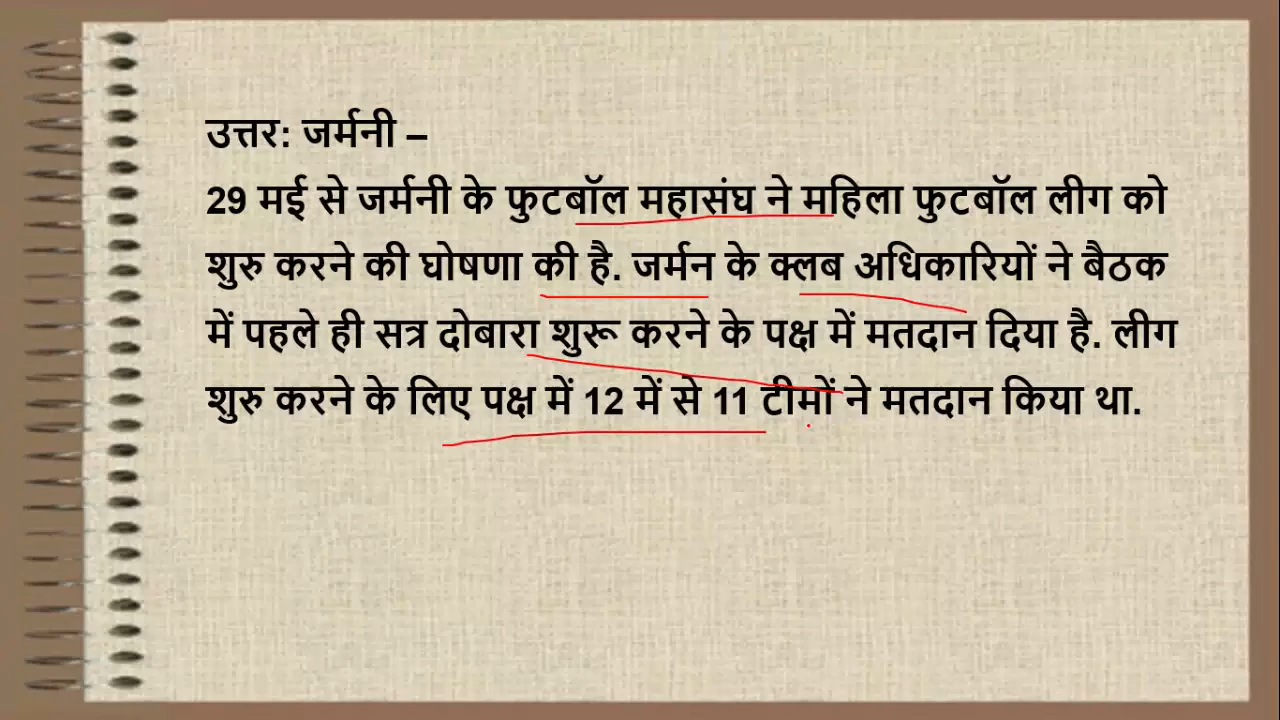 उत्तर: जर्मनी –
29 मई से जर्मनी के फुटबॉल महासंघ ने महिला फुटबॉल लीग को
शुरु करने की घोषणा की है. जर्मन के क्लब अधिकारियों ने बैठक
में पहले ही सत्र दोबारा शुरू करने के पक्ष में मतदान दिया है. लीग
शुरु करने के लिए पक्ष में 12 में से 11 टीमों ने मतदान किया था.